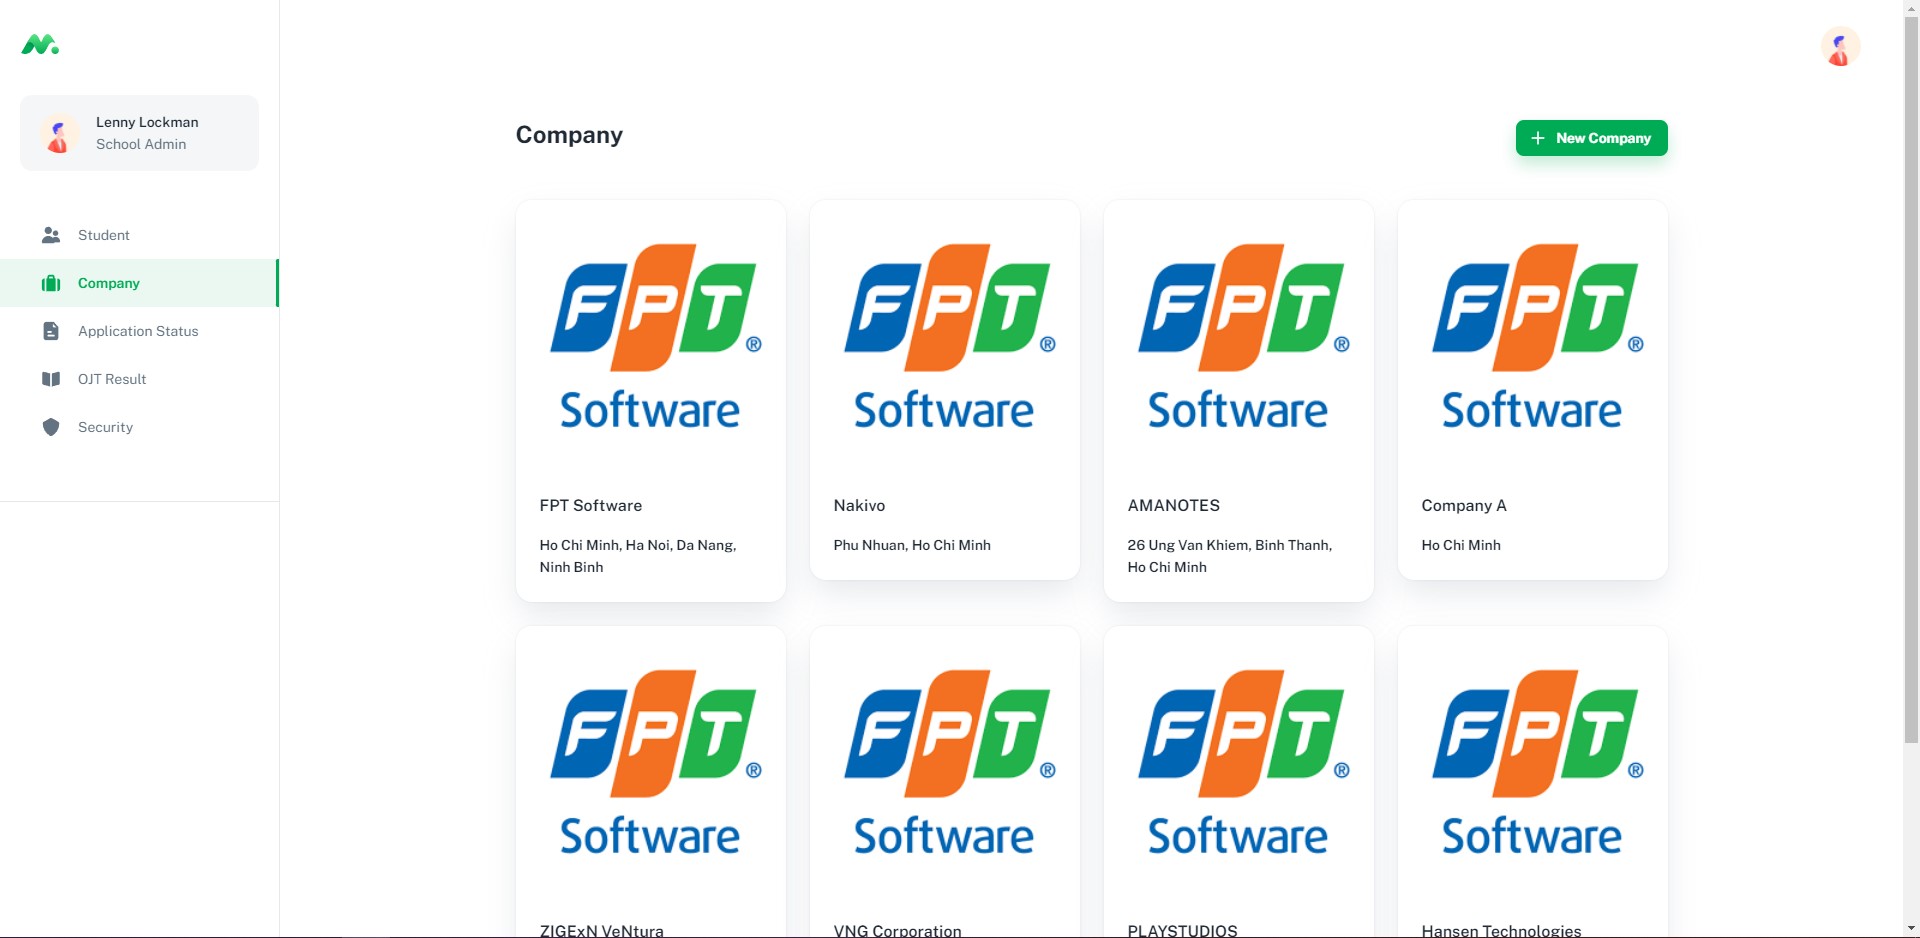 Lenny Lockman
School Admin
Student
Company
Application Status
OJT Result
Security
Company
New Company
FPT®
Software
FPT Software
Ho Chi Minh, Ha Noi, Da Nang,
Ninh Binh
FPT®
Software
Nakivo
Phu Nhuan, Ho Chi Minh
FPT®
Software
AMANOTES
26 Ung Van Khiem, Binh Thanh,
Ho Chi Minh
FPT®
Software
Company A
Ho Chi Minh
FPT®
Software
ZIGExN VeNtura
FPT®
Software
VNG Corporation
FPT®
Software
PLAYSTUDIOS
FPT®
Software
Hansen Technologies